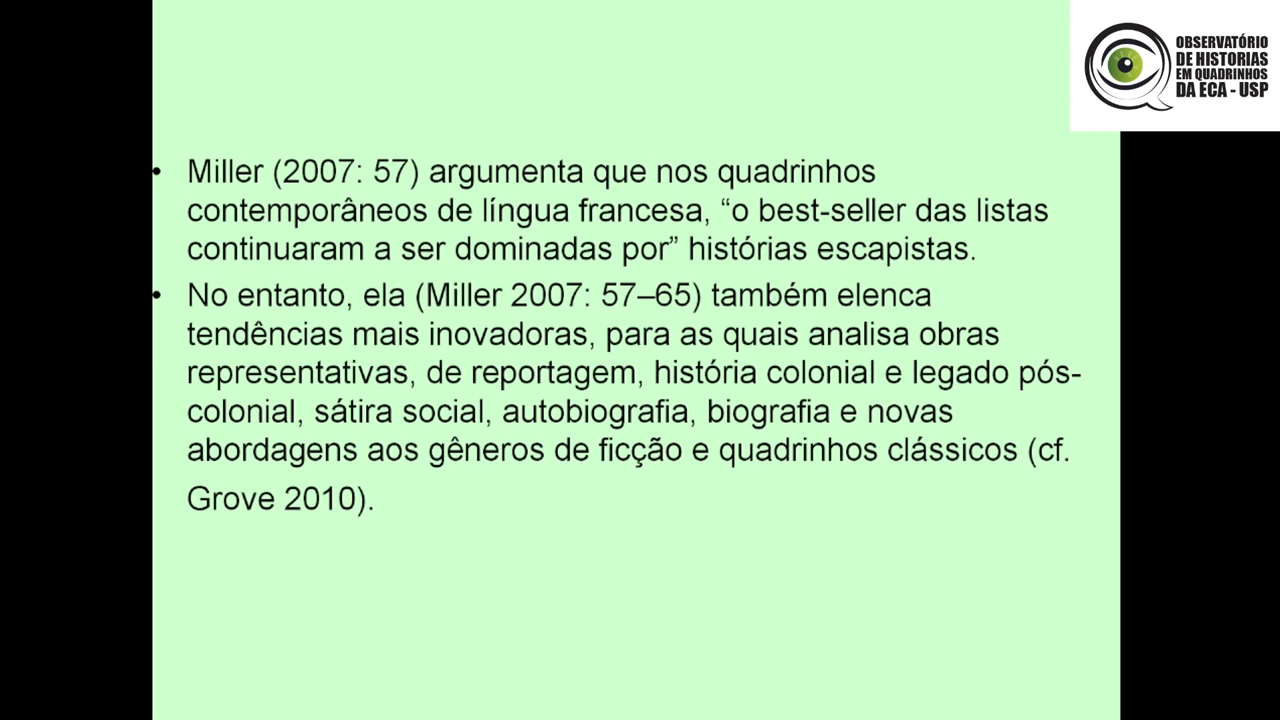 OBSERVATÓRIO
DE HISTORIAS
EM QUADRINHOS
DA ECA - USP
• Miller (2007: 57) argumenta que nos quadrinhos
contemporâneos de língua francesa, “o best-seller das listas
continuaram a ser dominadas por” histórias escapistas.
• No entanto, ela (Miller 2007: 57–65) também elenca
tendências mais inovadoras, para as quais analisa obras
representativas, de reportagem, história colonial e legado pós-
colonial, sátira social, autobiografia, biografia e novas
abordagens aos gêneros de ficção e quadrinhos clássicos (cf.
Grove 2010).